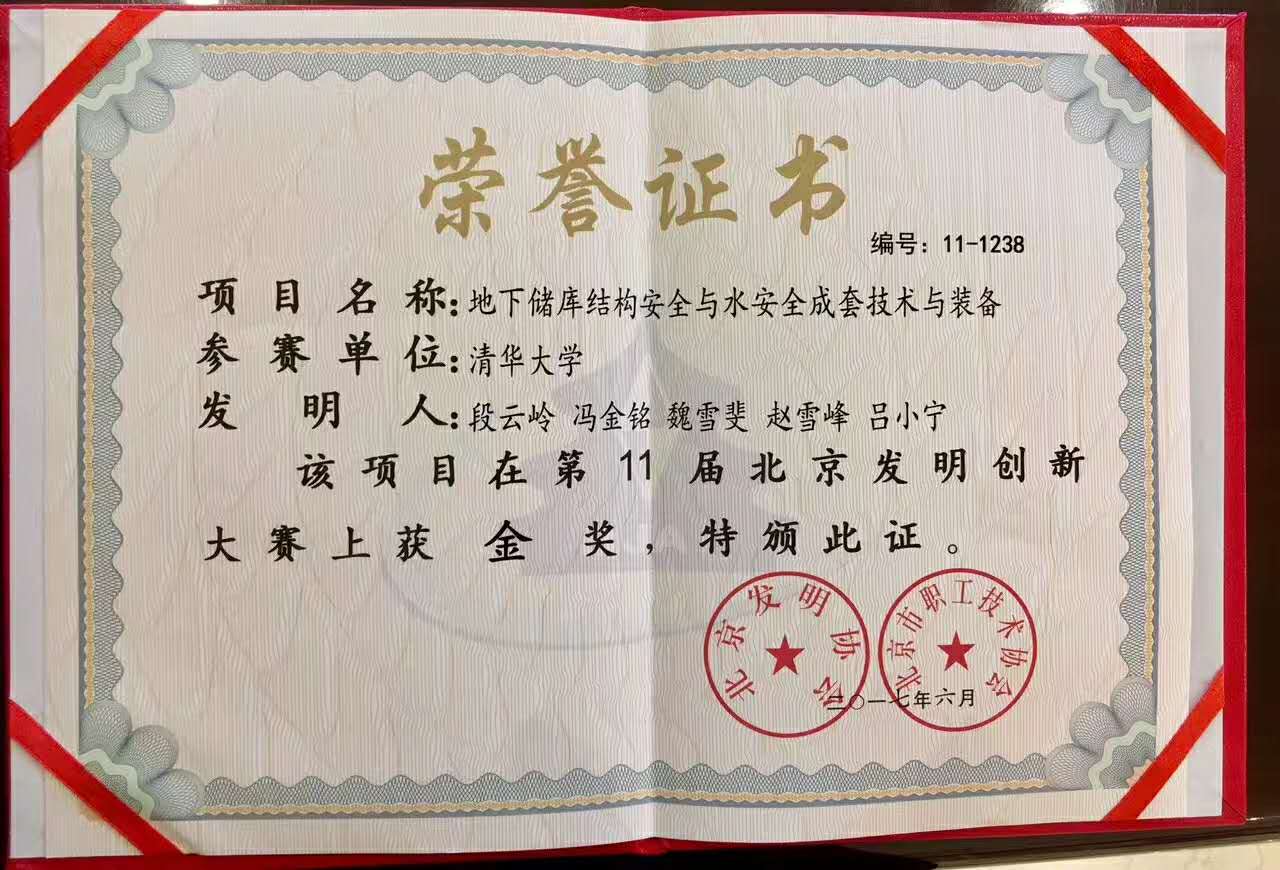 荣誉证书
编号：11-1238
项目名称：地下储库结构安全与水安全成套技术与装备
参赛单位：清华大学
发明人：段云岭 冯金铭 魏雪斐 赵雪峰 吕小宁
该项目在第11届北京发明创新
大赛上获 金奖，特颁此证。
北京发明协会
北京市职工技术协会
二〇一七年六月